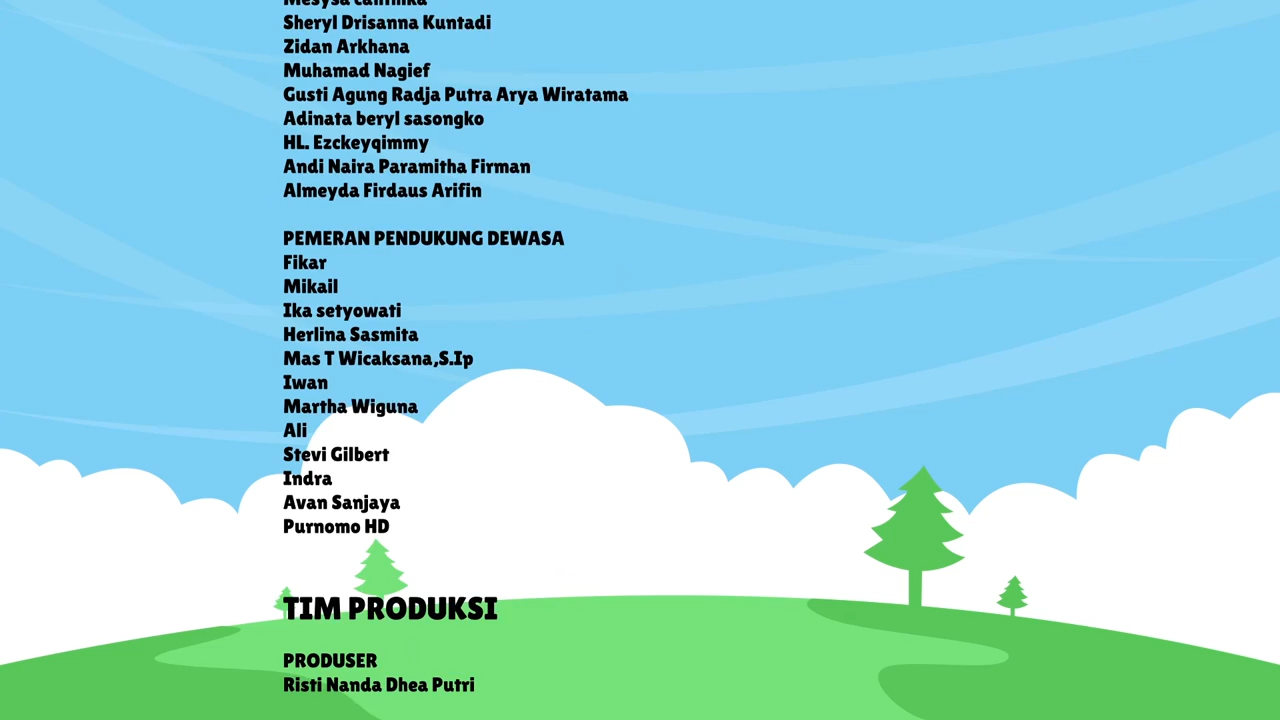 Sheryl Drisanna Kuntadi
Zidan Arkhana
Muhamad Nagief
Gusti Agung Radja Putra Arya Wiratama
Adinata beryl sasongko
HL. Ezckeyqimmy
Andi Naira Paramitha Firman
Almeyda Firdaus Arifin
PEMERAN PENDUKUNG DEWASA
Fikar
Mikail
Ika setyowati
Herlina Sasmita
Mas T Wicaksana,S.Ip
Iwan
Martha Wiguna
Ali
Stevi Gilbert
Indra
Avan Sanjaya
Purnomo HD
TIM PRODUKSI
PRODUSER
Risti Nanda Dhea Putri